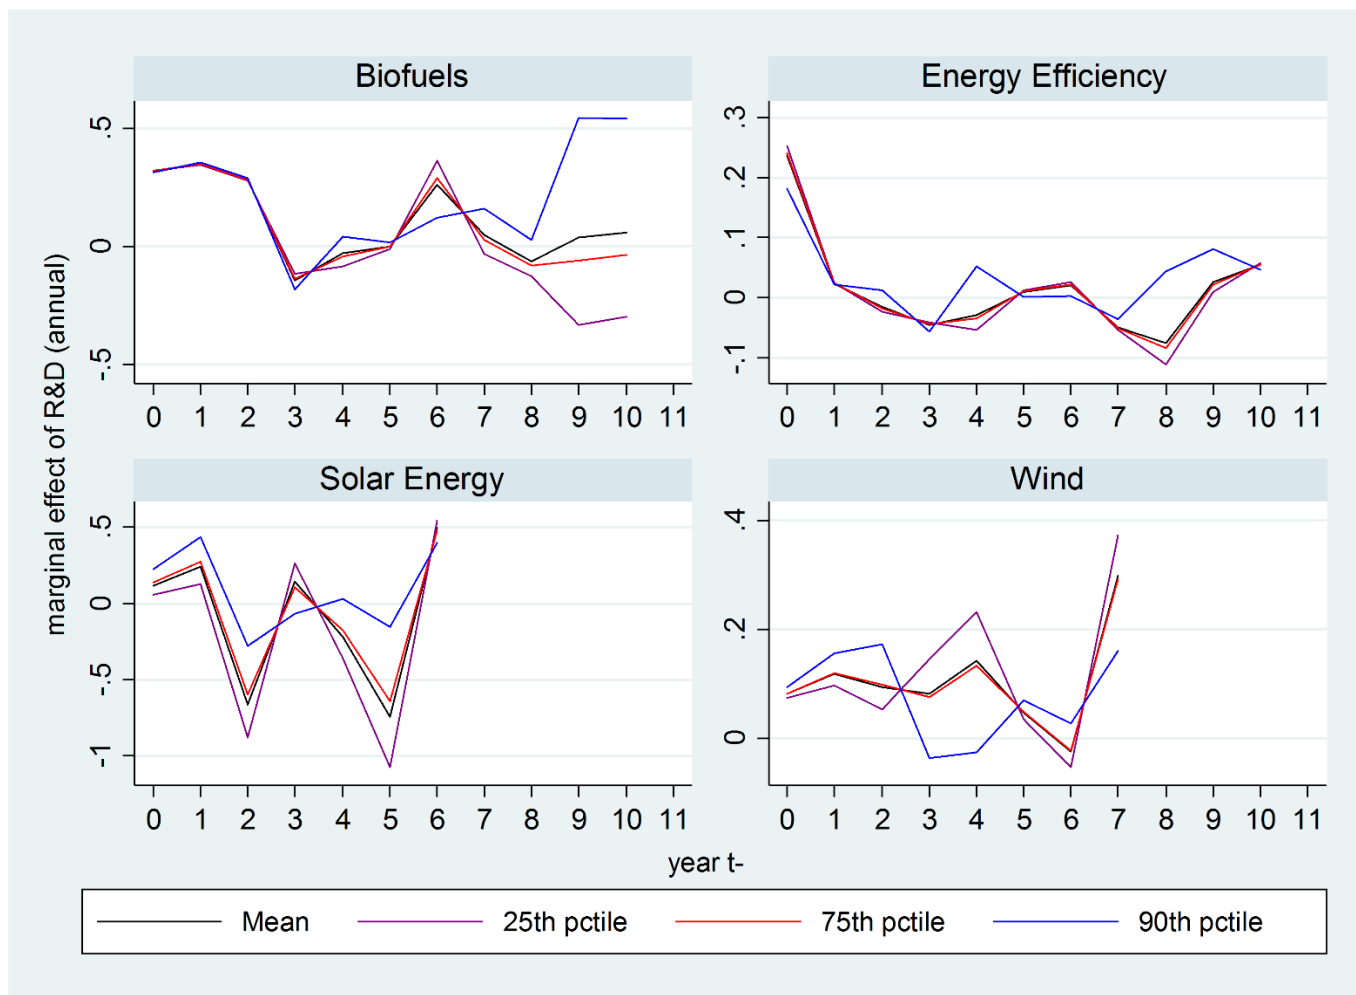 Biofuels
.5
0
-.5
0 1 2 3 4 5 6 7 8 9 10 11
Energy Efficiency
.3
.2
.1
0
-.1
0 1 2 3 4 5 6 7 8 9 10 11
marginal effect of R&D (annual)
Solar Energy
.5
0
-.5
-1
0 1 2 3 4 5 6 7 8 9 10 11
Wind
.4
.2
0
0 1 2 3 4 5 6 7 8 9 10 11
year t-
Mean 25th pctile 75th pctile 90th pctile